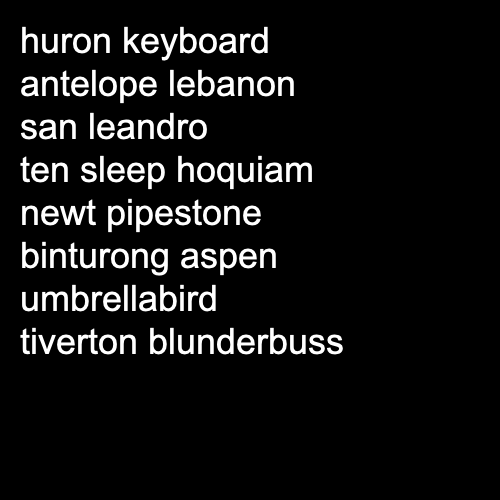 huron keyboard
antelope lebanon
san leandro
ten sleep hoquiam
newt pipestone
binturong aspen
umbrellabird
tiverton blunderbuss